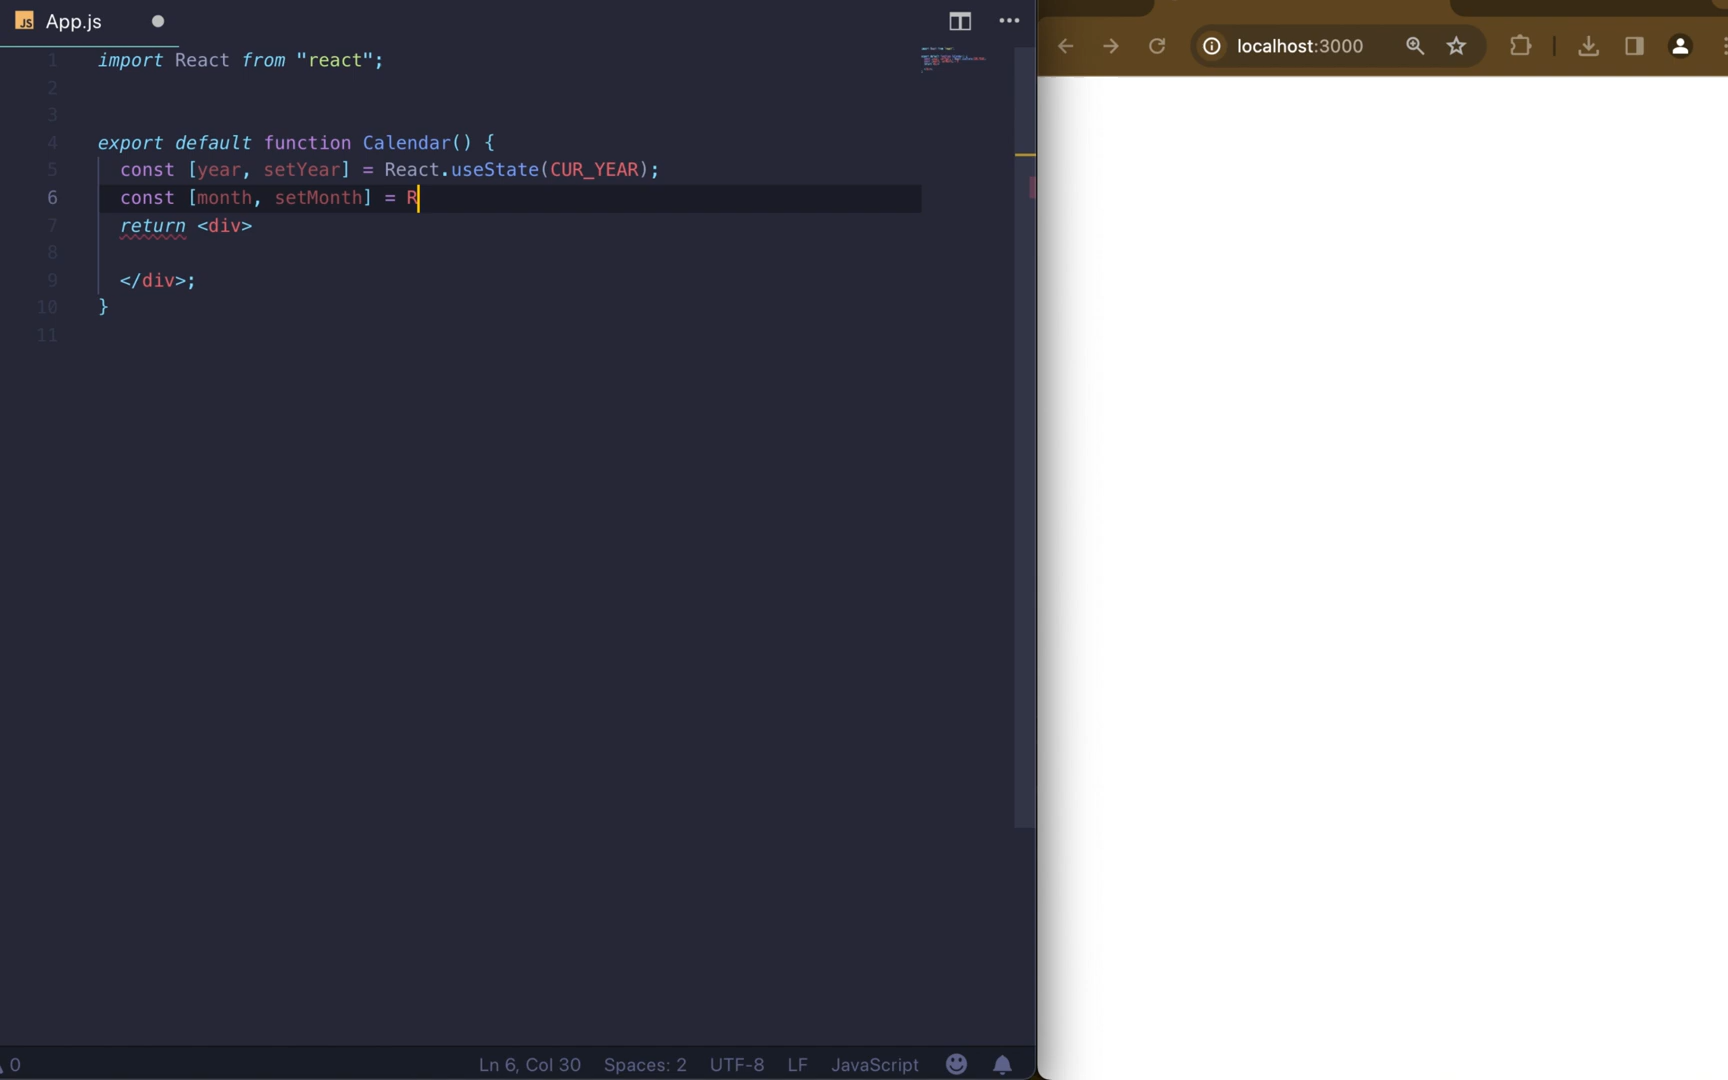 JS App.js
localhost:3000
1 import React from "react";
2
3
4 export default function Calendar() {
5 const [year, setYear] = React.useState(CUR_YEAR);
6 const [month, setMonth] = R
7 return <div>
8
9 </div>;
10 }
11
0 Ln 6, Col 30 Spaces: 2 UTF-8 LF JavaScript